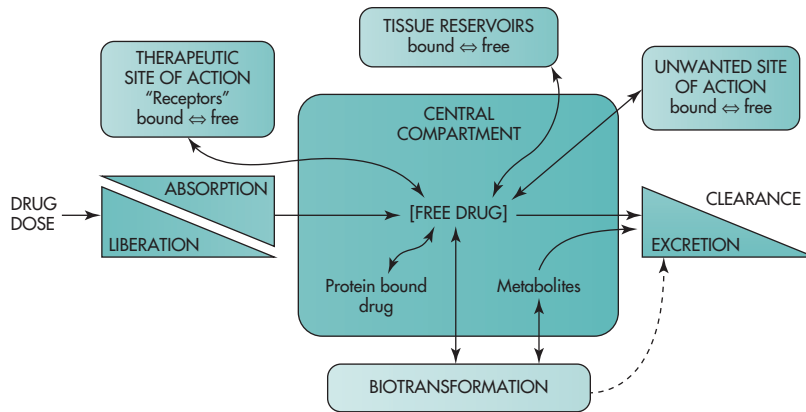 TISSUE RESERVOIRS
bound ⇔ free
THERAPEUTIC
SITE OF ACTION
“Receptors”
bound ⇔ free
UNWANTED SITE
OF ACTION
bound ⇔ free
CENTRAL
COMPARTMENT
DRUG
DOSE
ABSORPTION
LIBERATION
[FREE DRUG]
CLEARANCE
EXCRETION
Protein bound
drug
Metabolites
BIOTRANSFORMATION